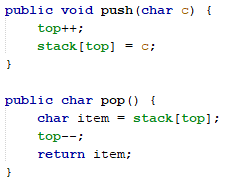 public void push(char c) {
    top++;
    stack[top] = c;
}

public char pop() {
    char item = stack[top];
    top--;
    return item;
}